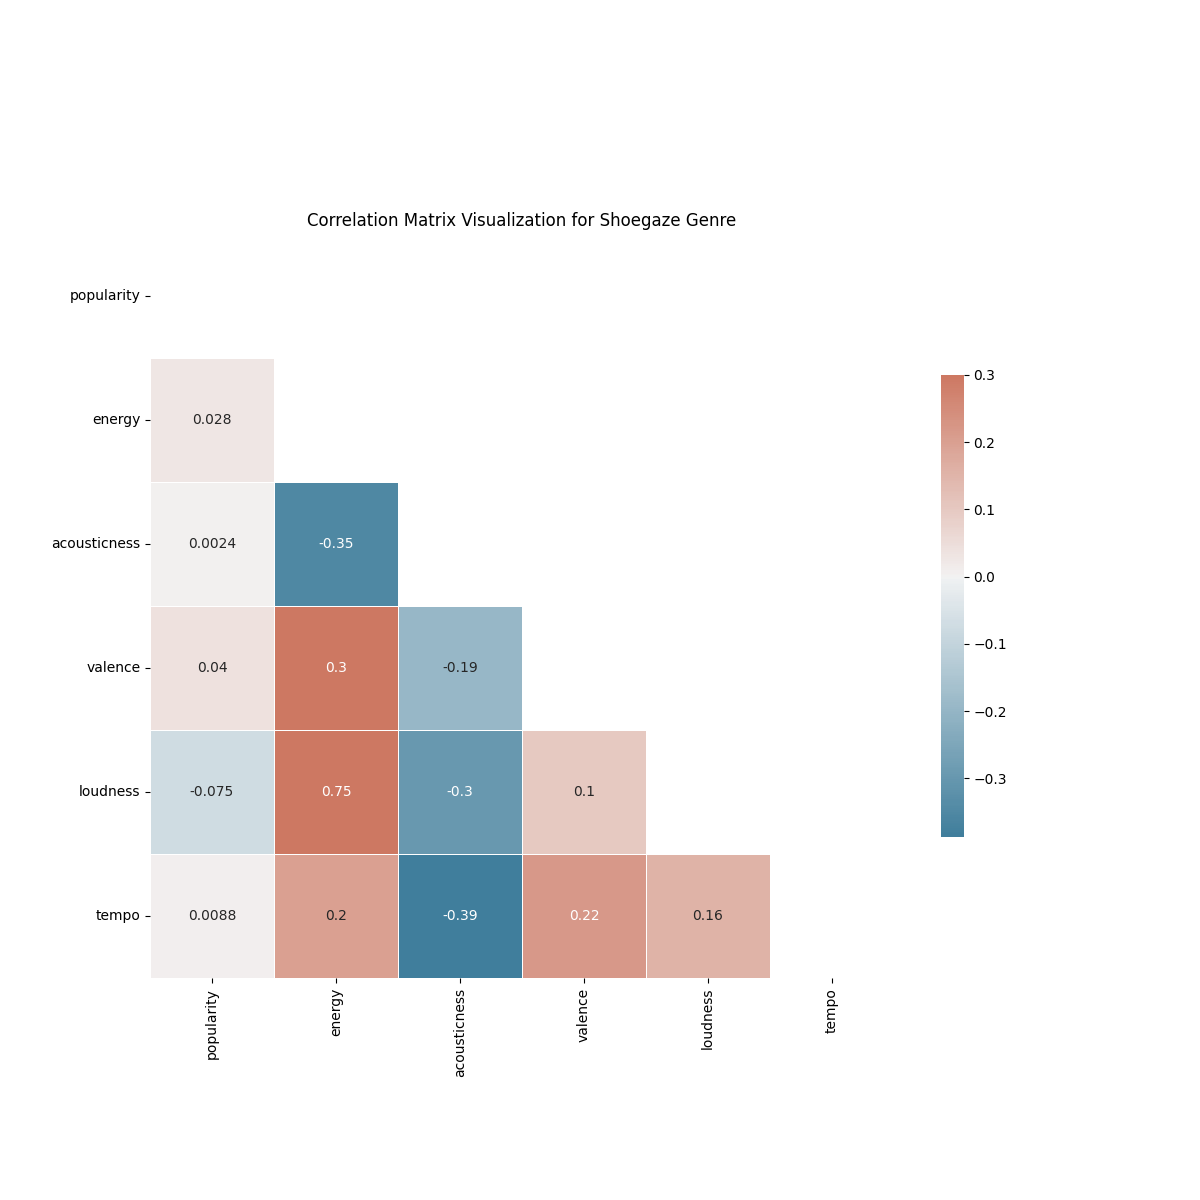 Correlation Matrix Visualization for Shoegaze Genre
popularity
energy
0.028
acousticness
0.0024 -0.35
valence
0.04 0.3 -0.19
loudness
-0.075 0.75 -0.3 0.1
tempo
0.0088 0.2 -0.39 0.22 0.16
popularity
energy
acousticness
valence
loudness
tempo
0.3
0.2
0.1
0.0
−0.1
−0.2
−0.3